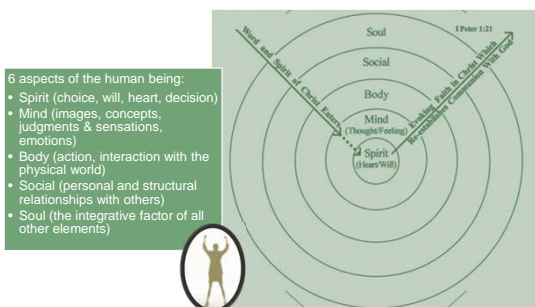 6 aspects of the human being:
• Spirit (choice, will, heart, decision)
• Mind (images, concepts,
judgments & sensations,
emotions)
• Body (action, interaction with the
physical world)
• Social (personal and structural
relationships with others)
• Soul (the integrative factor of all
other elements)
Soul
I Peter 1:21
Social
Body
Mind
(Thought/Feeling)
Spirit
(Heart/Will)
Word and Spirit of Christ Enters
Evoking Faith in Christ Which
Re-establishes Communion With God